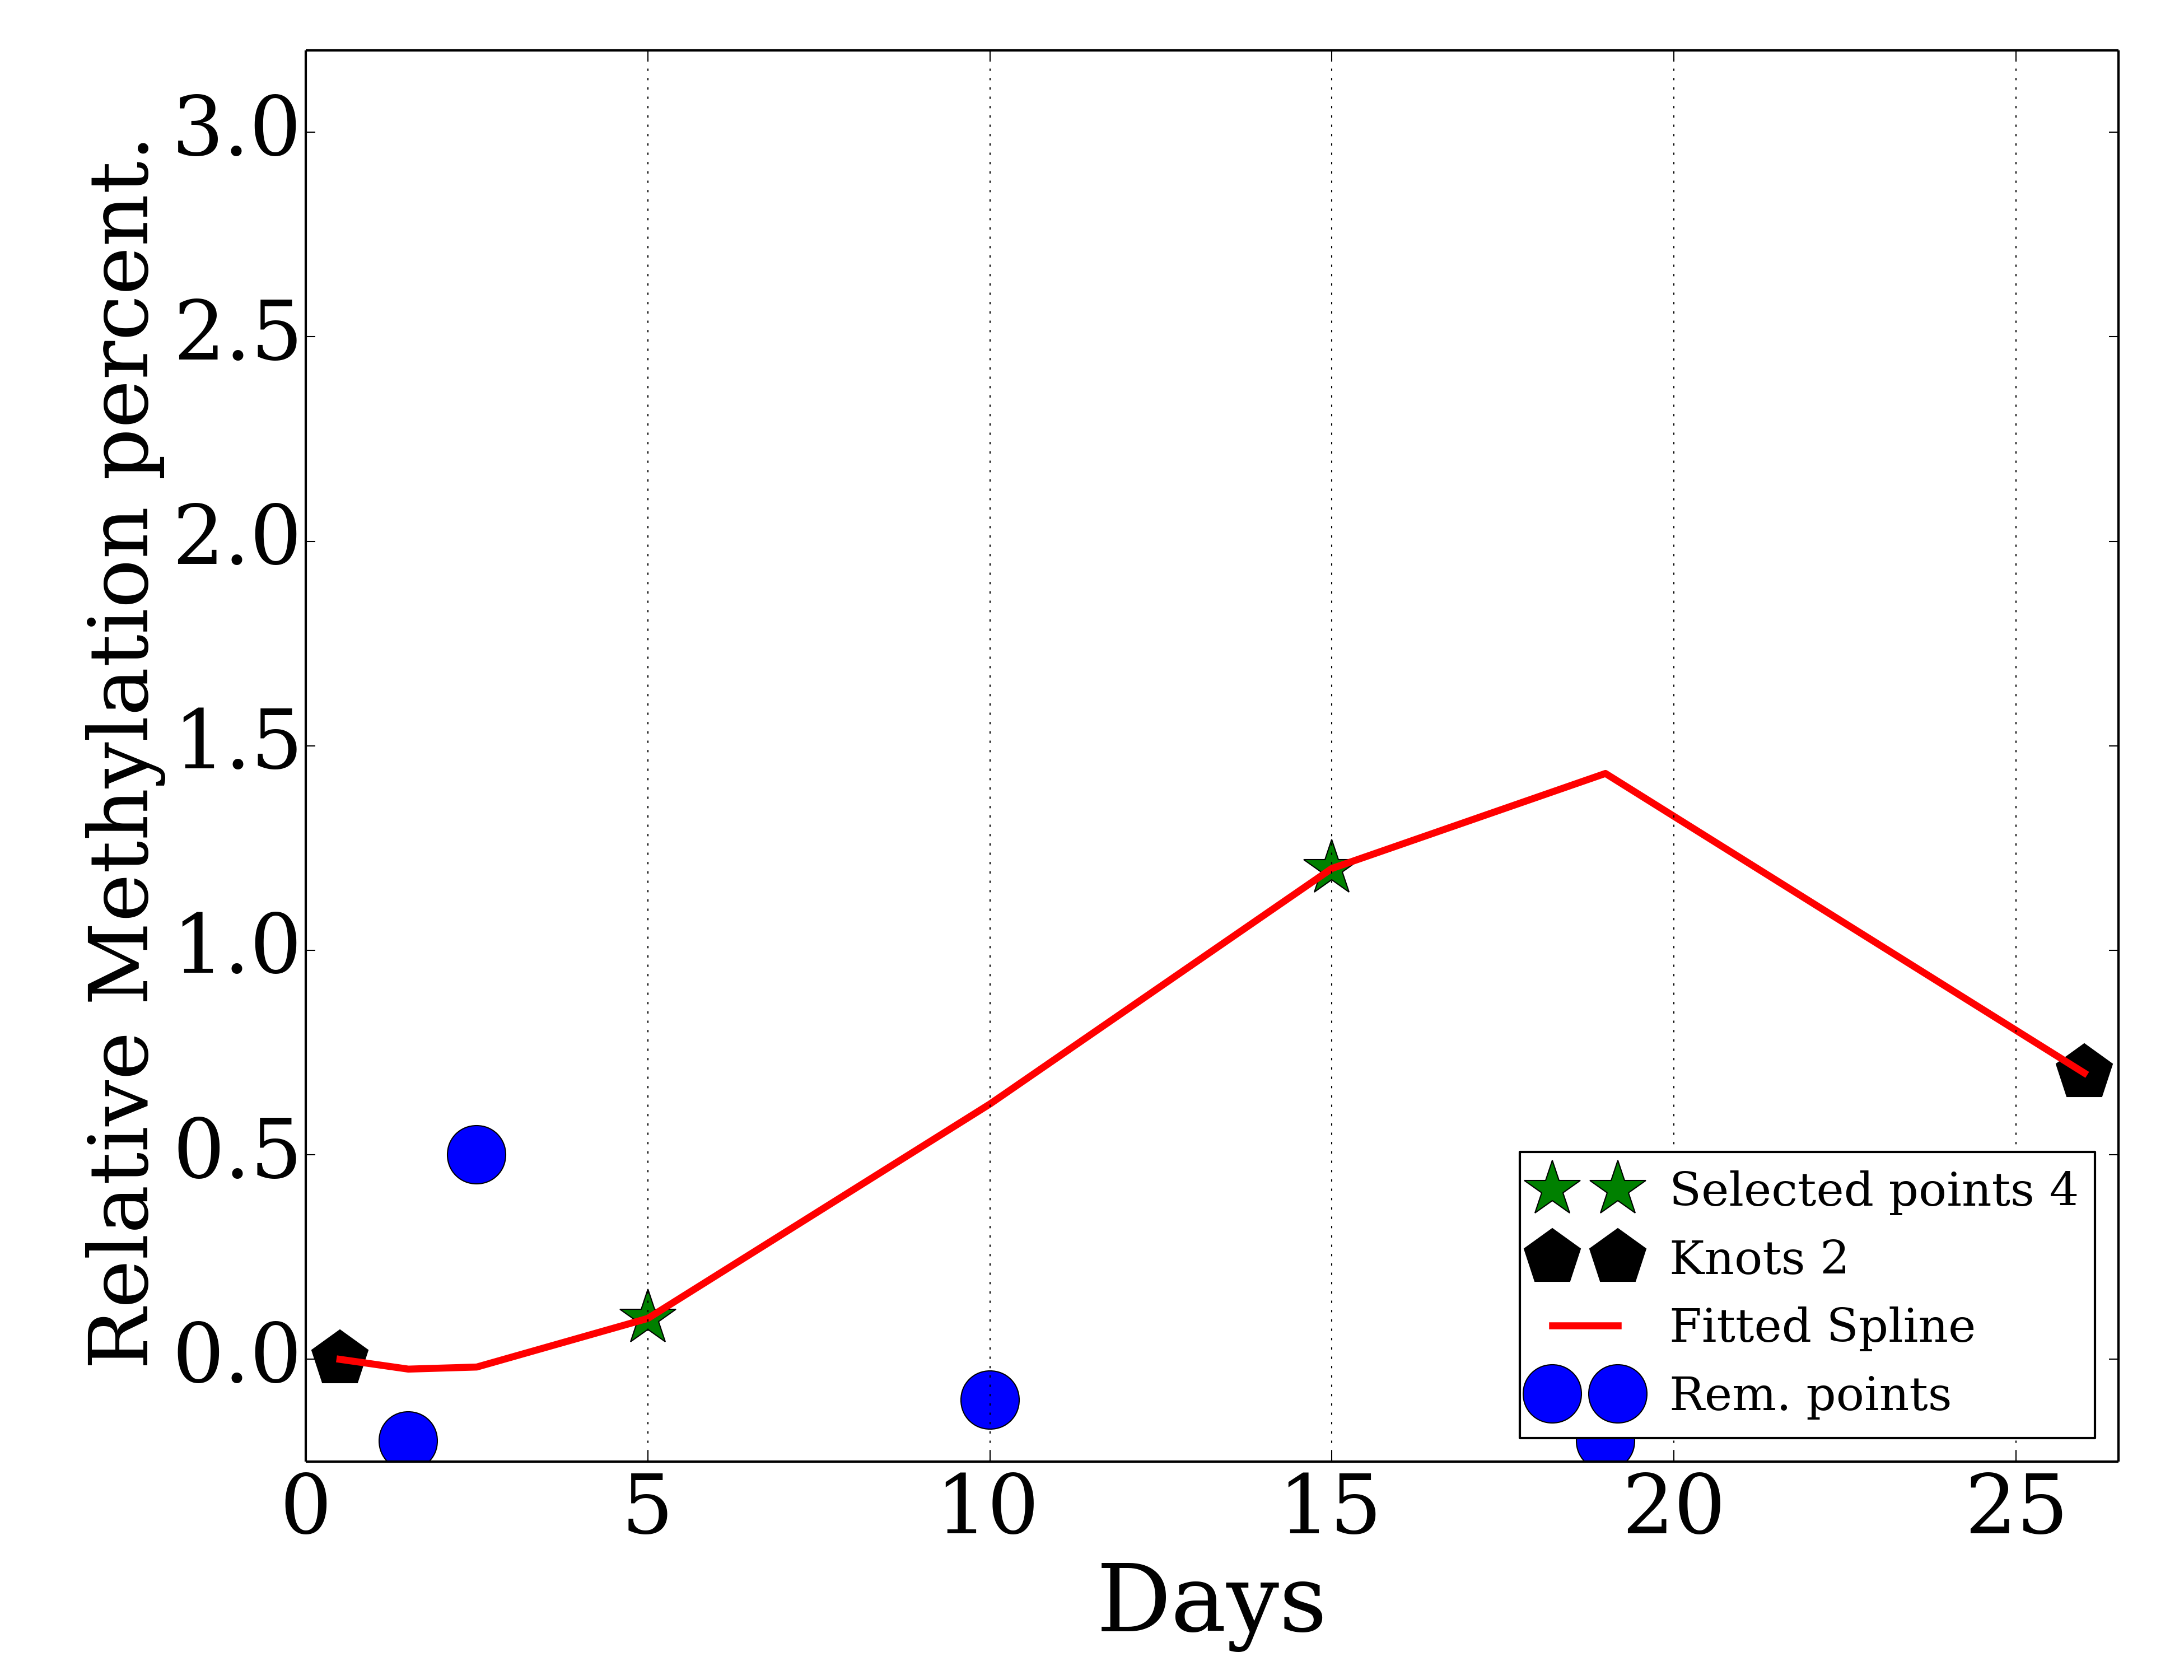 Relative Methylation percent.
3.0
2.5
2.0
1.5
1.0
0.5
0.0
Selected points 4
Knots 2
Fitted Spline
Rem. points
0 5 10 15 20 25
Days